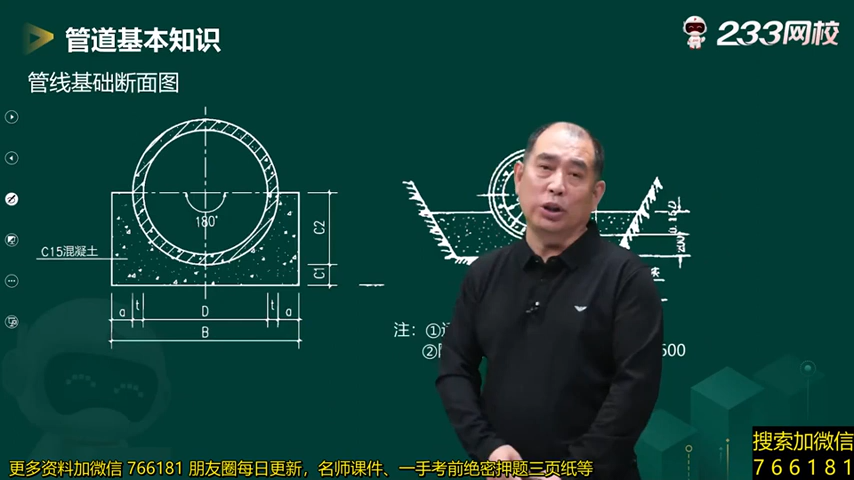 管道基本知识
233网校
管线基础断面图
180°
C15混凝土
C2
C1
a
t
D
t
a
B
注: ①
②
500
搜索加微信
766181
更多资料加微信 766181 朋友圈每日更新，名师课件、一手考前绝密押题三页纸等